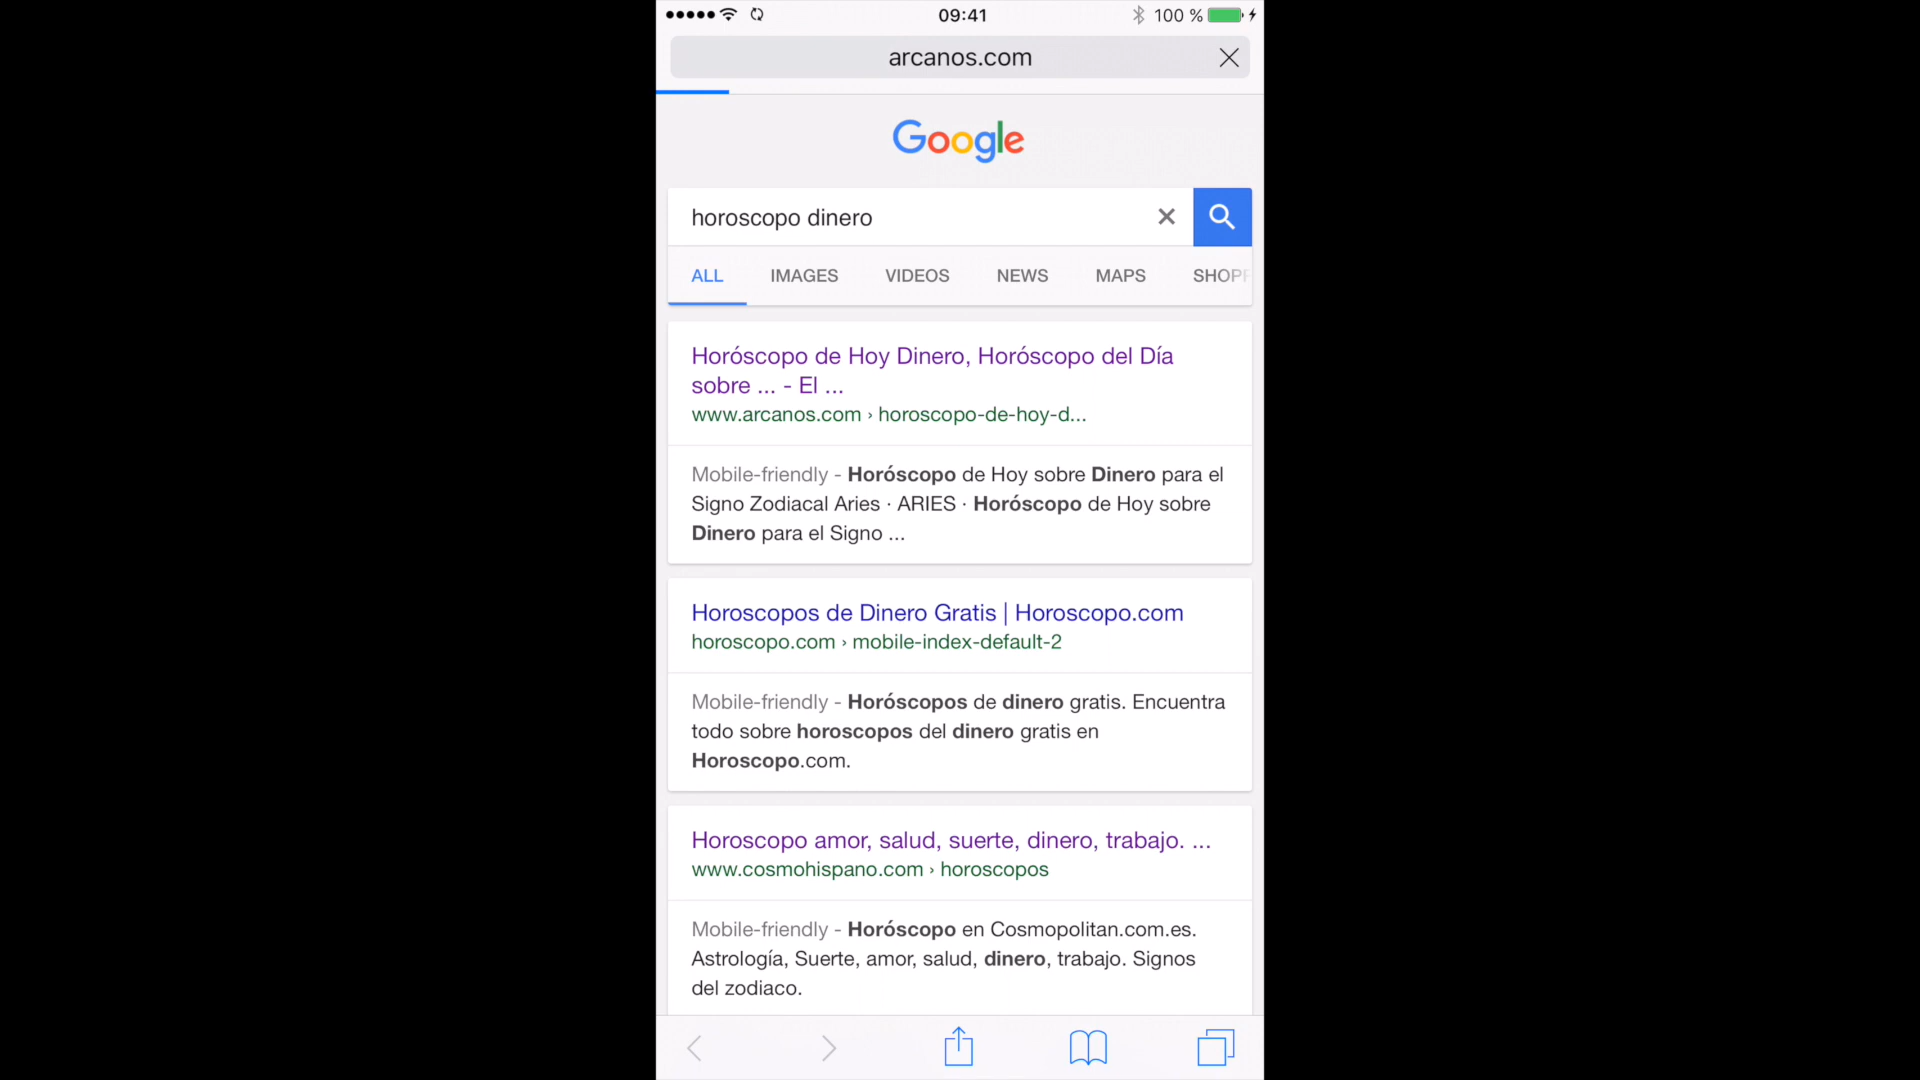 09:41
100 %
arcanos.com
Google
horoscopo dinero
ALL IMAGES VIDEOS NEWS MAPS SHOPP
Horóscopo de Hoy Dinero, Horóscopo del Día
sobre ... - El ...
www.arcanos.com › horoscopo-de-hoy-d...
Mobile-friendly - Horóscopo de Hoy sobre Dinero para el
Signo Zodiacal Aries · ARIES · Horóscopo de Hoy sobre
Dinero para el Signo ...
Horoscopos de Dinero Gratis | Horoscopo.com
horoscopo.com › mobile-index-default-2
Mobile-friendly - Horóscopos de dinero gratis. Encuentra
todo sobre horoscopos del dinero gratis en
Horoscopo.com.
Horoscopo amor, salud, suerte, dinero, trabajo. ...
www.cosmohispano.com › horoscopos
Mobile-friendly - Horóscopo en Cosmopolitan.com.es.
Astrología, Suerte, amor, salud, dinero, trabajo. Signos
del zodiaco.